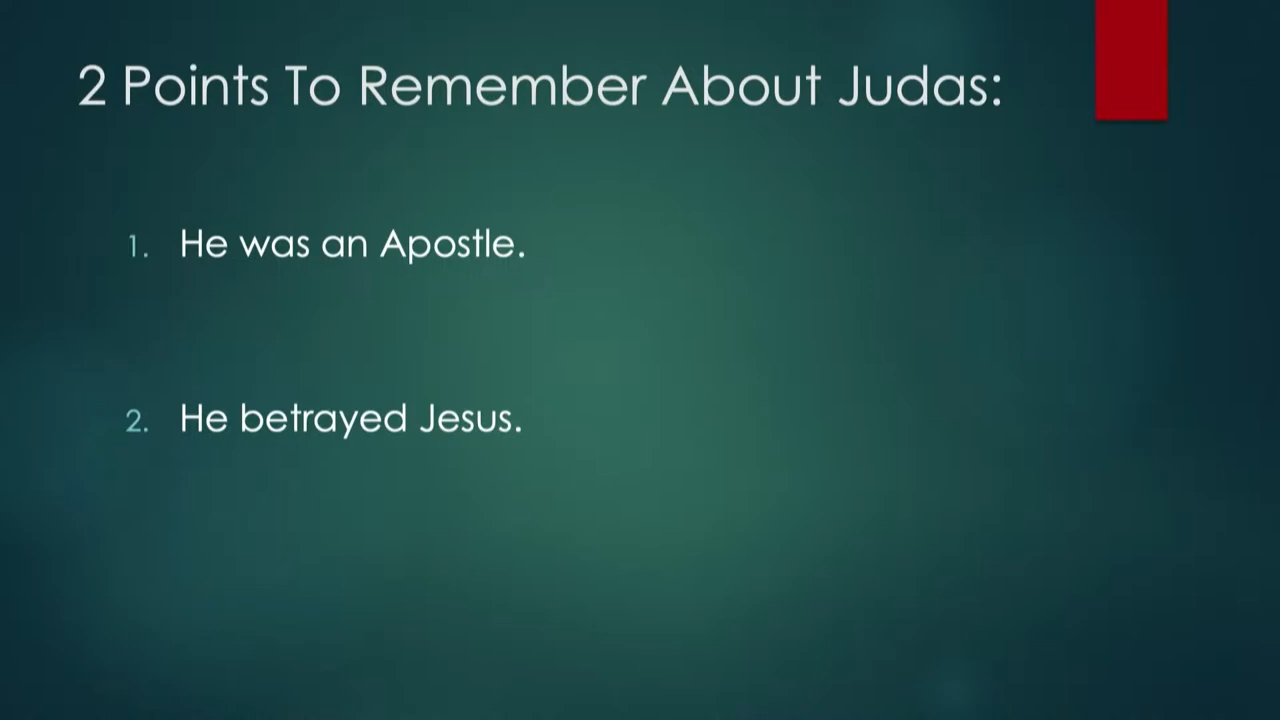 2 Points To Remember About Judas:
1. He was an Apostle.
2. He betrayed Jesus.